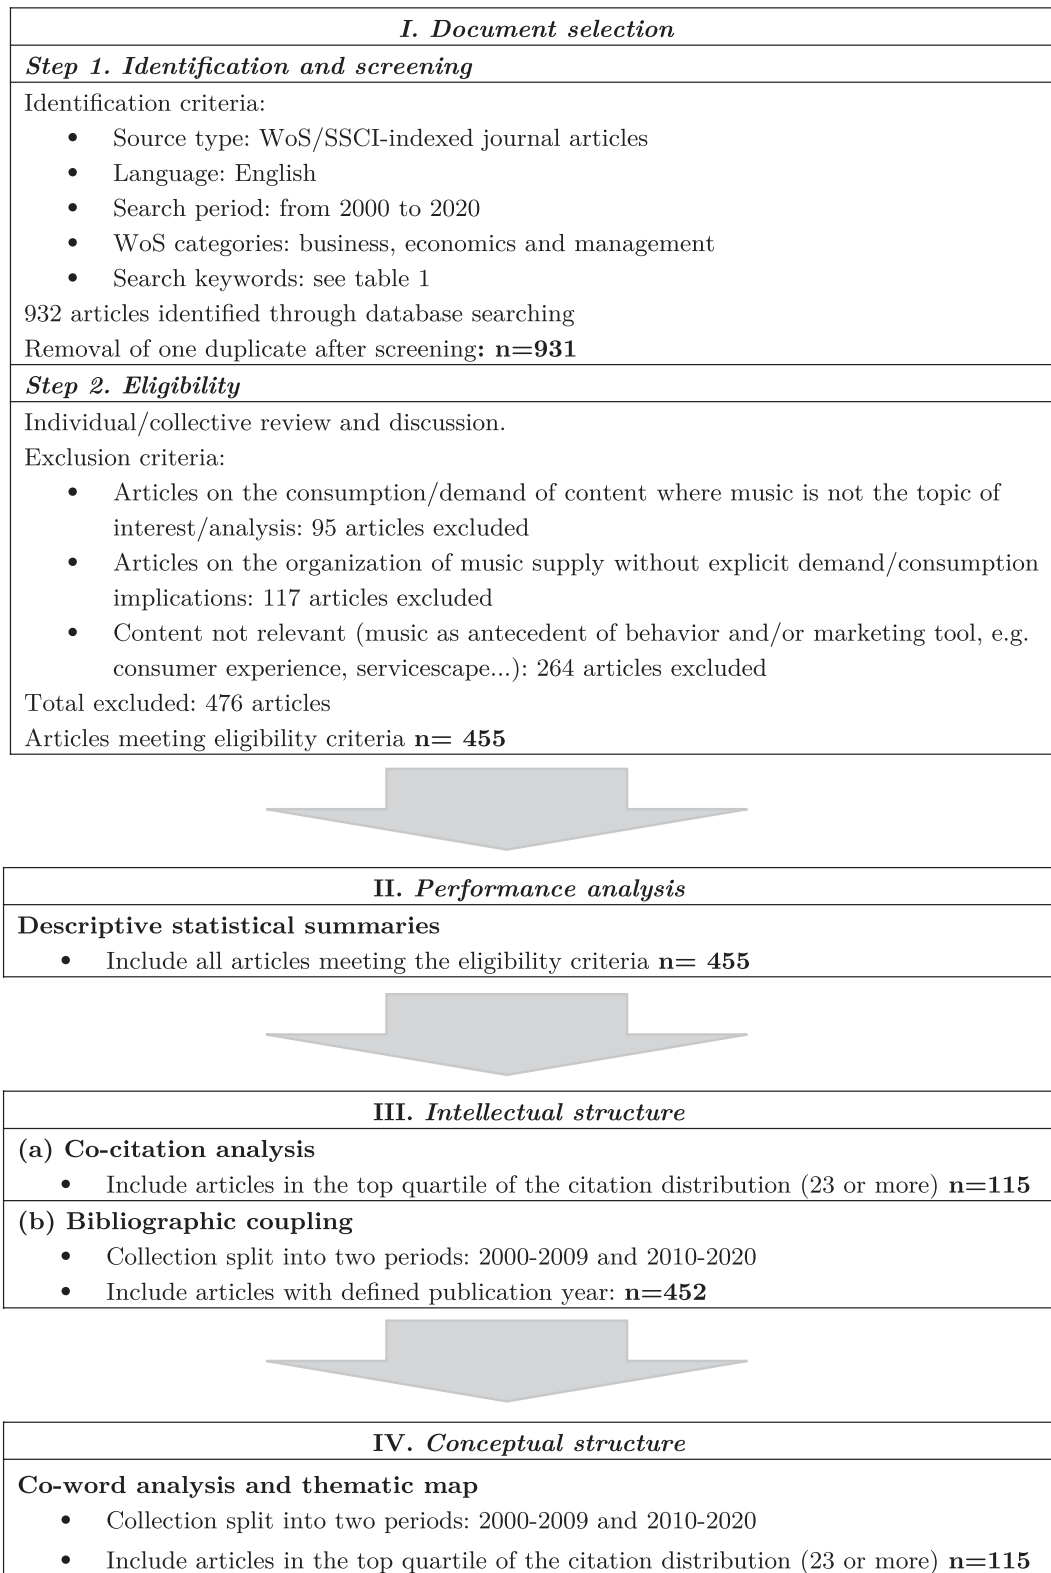 I. Document selection
Step 1. Identification and screening
Identification criteria:
• Source type: WoS/SSCI-indexed journal articles
• Language: English
• Search period: from 2000 to 2020
• WoS categories: business, economics and management
• Search keywords: see table 1
932 articles identified through database searching
Removal of one duplicate after screening: n=931
Step 2. Eligibility
Individual/collective review and discussion.
Exclusion criteria:
• Articles on the consumption/demand of content where music is not the topic of
interest/analysis: 95 articles excluded
• Articles on the organization of music supply without explicit demand/consumption
implications: 117 articles excluded
• Content not relevant (music as antecedent of behavior and/or marketing tool, e.g.
consumer experience, servicescape...): 264 articles excluded
Total excluded: 476 articles
Articles meeting eligibility criteria n= 455
II. Performance analysis
Descriptive statistical summaries
• Include all articles meeting the eligibility criteria n= 455
III. Intellectual structure
(a) Co-citation analysis
• Include articles in the top quartile of the citation distribution (23 or more) n=115
(b) Bibliographic coupling
• Collection split into two periods: 2000-2009 and 2010-2020
• Include articles with defined publication year: n=452
IV. Conceptual structure
Co-word analysis and thematic map
• Collection split into two periods: 2000-2009 and 2010-2020
• Include articles in the top quartile of the citation distribution (23 or more) n=115